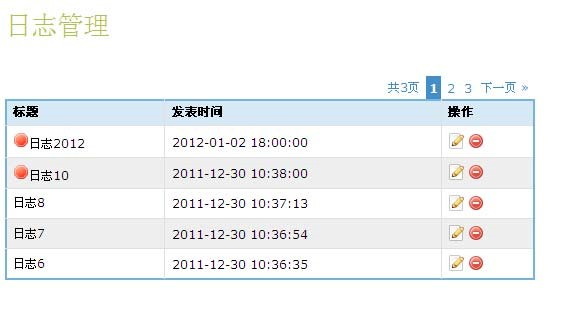 日志管理
共3页 1 2 3 下一页 »
标题 发表时间 操作
日志2012 2012-01-02 18:00:00
日志10 2011-12-30 10:38:00
日志8 2011-12-30 10:37:13
日志7 2011-12-30 10:36:54
日志6 2011-12-30 10:36:35